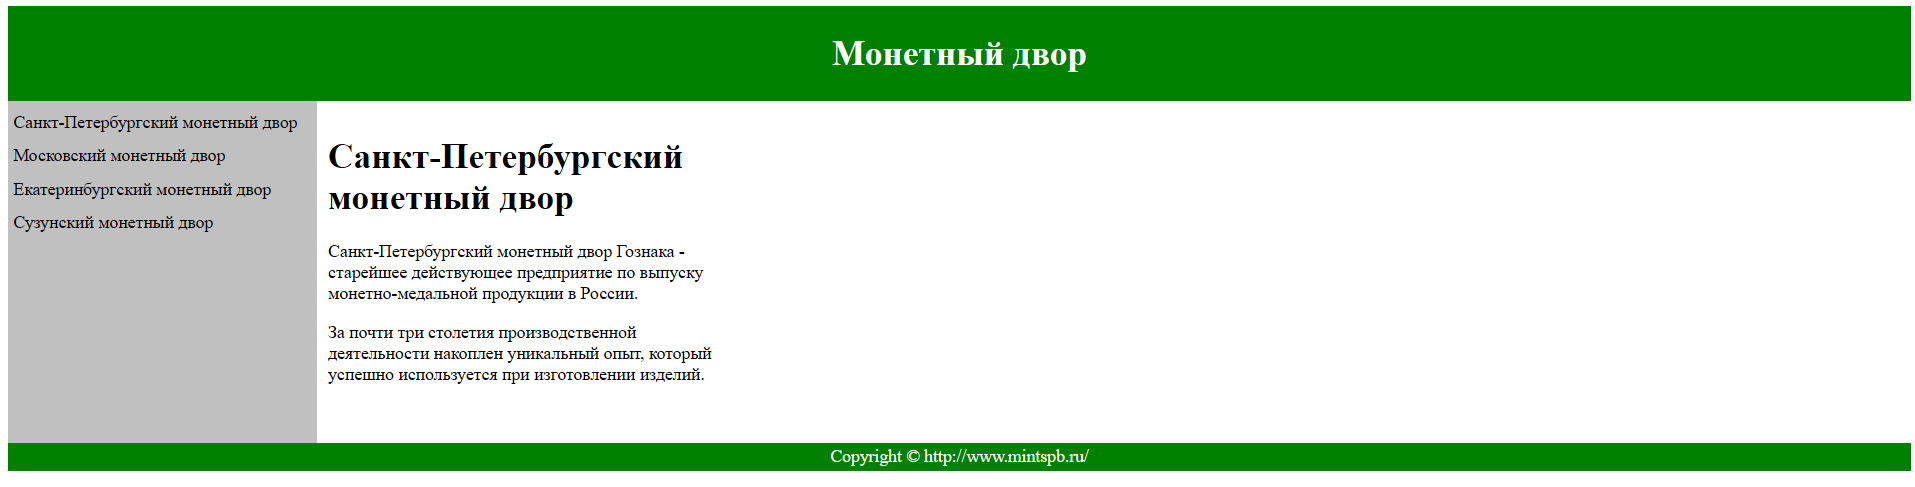 Монетный двор
Санкт-Петербургский монетный двор
Московский монетный двор
Екатеринбургский монетный двор
Сузунский монетный двор
Санкт-Петербургский
монетный двор
Санкт-Петербургский монетный двор Гознака -
старейшее действующее предприятие по выпуску
монетно-медальной продукции в России.
За почти три столетия производственной
деятельности накоплен уникальный опыт, который
успешно используется при изготовлении изделий.
Copyright © http://www.mintspb.ru/